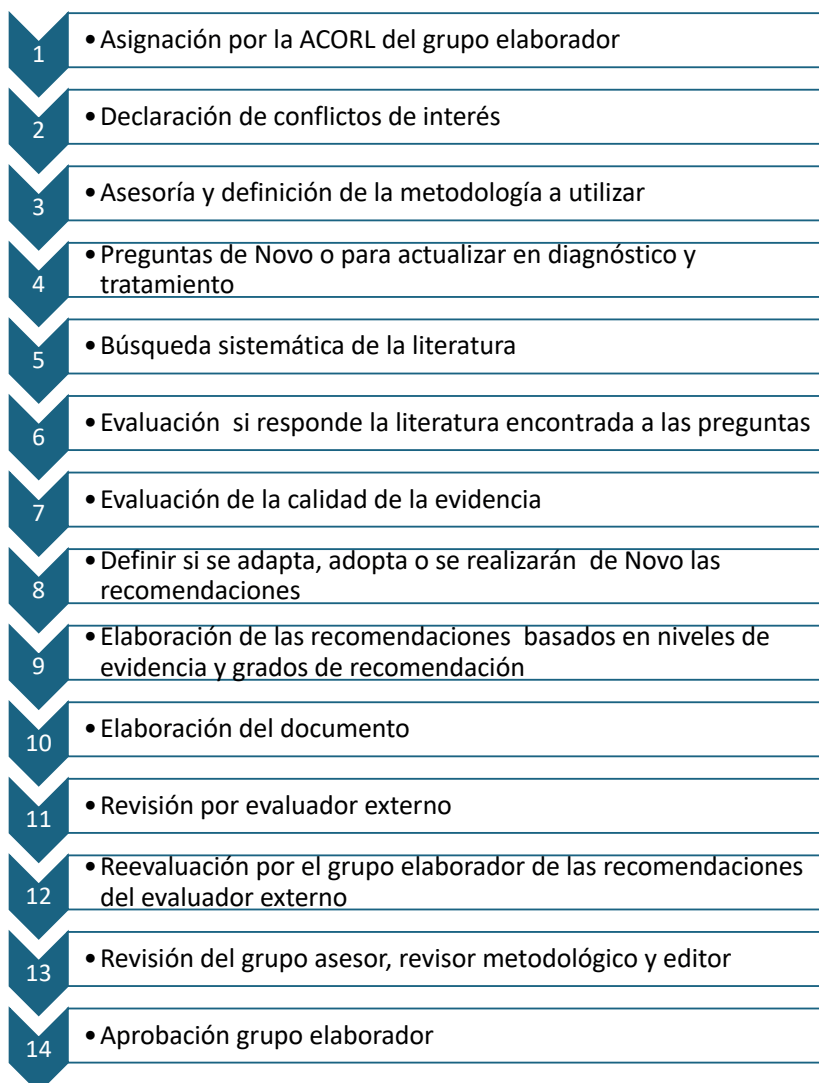 1
• Asignación por la ACORL del grupo elaborador
2
• Declaración de conflictos de interés
3
• Asesoría y definición de la metodología a utilizar
4
• Preguntas de Novo o para actualizar en diagnóstico y
tratamiento
5
• Búsqueda sistemática de la literatura
6
• Evaluación si responde la literatura encontrada a las preguntas
7
• Evaluación de la calidad de la evidencia
8
• Definir si se adapta, adopta o se realizarán de Novo las
recomendaciones
9
• Elaboración de las recomendaciones basados en niveles de
evidencia y grados de recomendación
10
• Elaboración del documento
11
• Revisión por evaluador externo
12
• Reevaluación por el grupo elaborador de las recomendaciones
del evaluador externo
13
• Revisión del grupo asesor, revisor metodológico y editor
14
• Aprobación grupo elaborador